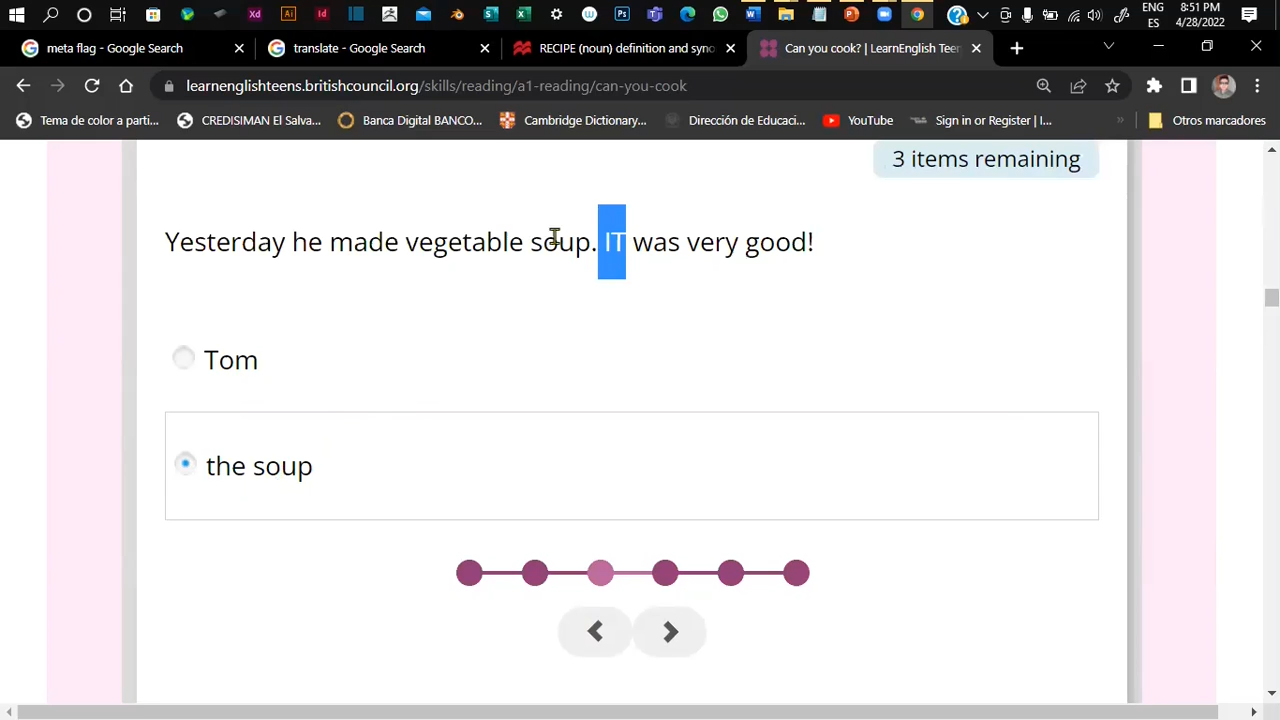 8:51 PM
EN
ES
4/28/2022
meta flag - Google Search
translate - Google Search
RECIPE (noun) definition and syno
Can you cook? | LearnEnglish Teen
learnenglishteens.britishcouncil.org/skills/reading/a1-reading/can-you-cook
Tema de color a parti...
CREDISIMAN El Salva...
Banca Digital BANCO...
Cambridge Dictionary...
Dirección de Educaci...
YouTube
Sign in or Register | I...
Otros marcadores
3 items remaining
Yesterday he made vegetable soup. IT was very good!
Tom
the soup